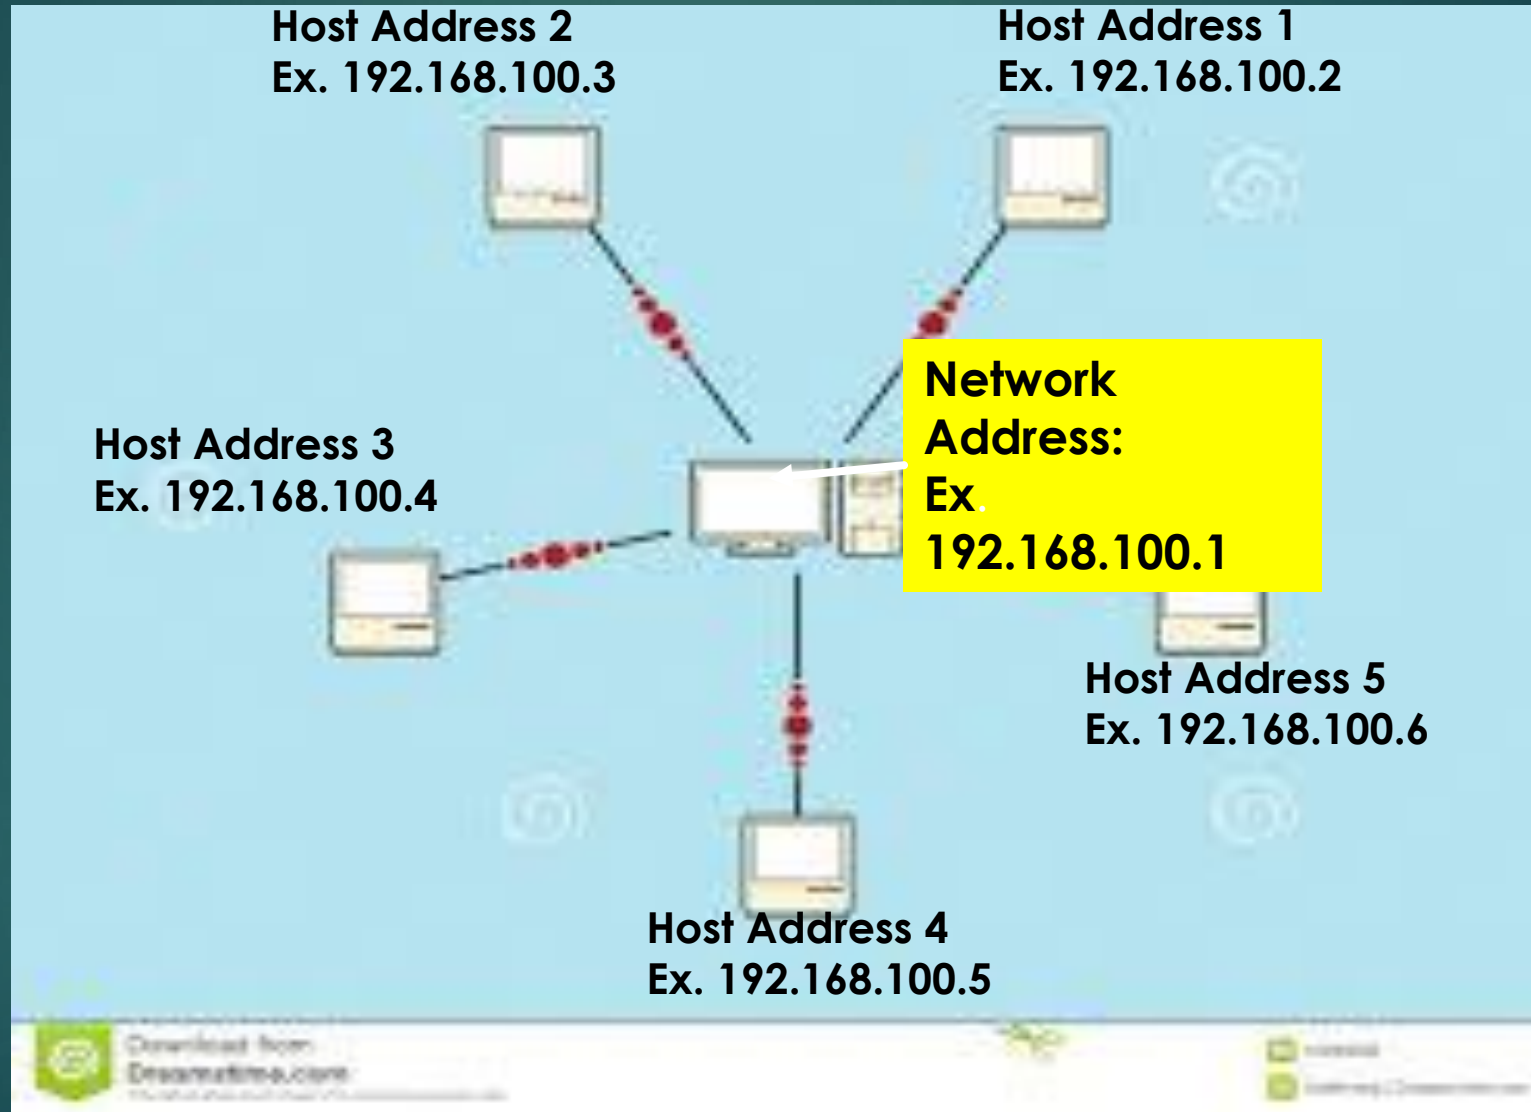 Host Address 2
Ex. 192.168.100.3
Host Address 1
Ex. 192.168.100.2
Network
Address:
Ex.
192.168.100.1
Host Address 3
Ex. 192.168.100.4
Host Address 5
Ex. 192.168.100.6
Host Address 4
Ex. 192.168.100.5
Download from
Dreamstime.com